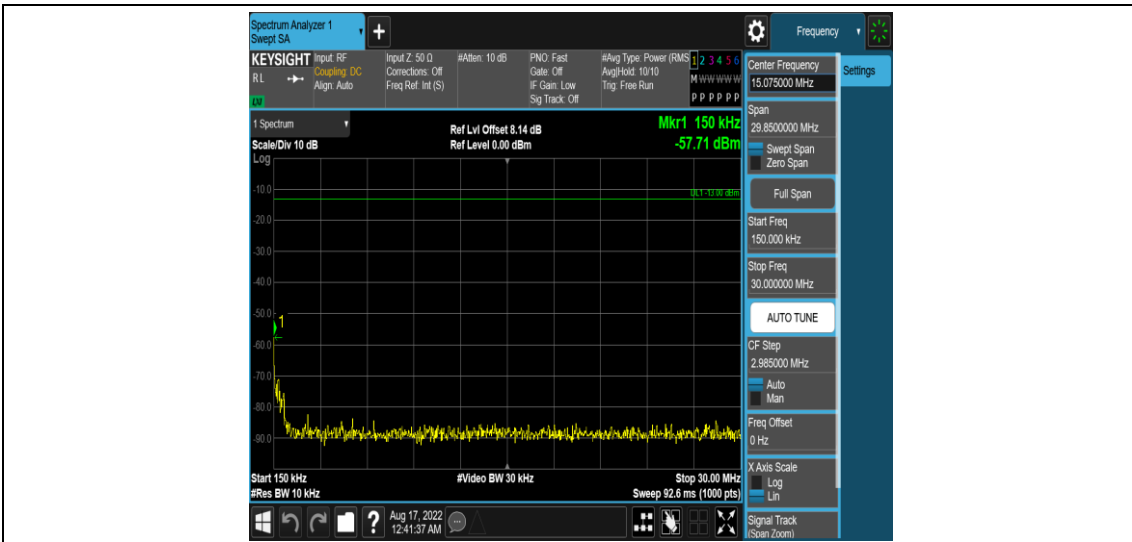 Spectrum Analyzer 1
Swept SA
+
Frequency
KEYSIGHT
RL
LXI
Input: RF
Coupling: DC
Align: Auto
Input Z: 50 Ω
Corrections: Off
Freq Ref: Int (S)
#Atten: 10 dB
PNO: Fast
Gate: Off
IF Gain: Low
Sig Track: Off
#Avg Type: Power (RMS
Avg|Hold: 10/10
Trig: Free Run
1 2 3 4 5 6
M W W W W W
P P P P P P
1 Spectrum
Scale/Div 10 dB
Log
Ref Lvl Offset 8.14 dB
Ref Level 0.00 dBm
Mkr1 150 kHz
-57.71 dBm
DL1 -13.00 dBm
-10.0
-20.0
-30.0
-40.0
-50.0
1
-60.0
-70.0
-80.0
-90.0
Start 150 kHz
#Video BW 30 kHz
Stop 30.00 MHz
#Res BW 10 kHz
Sweep 92.6 ms (1000 pts)
?
Aug 17, 2022
12:41:37 AM
Center Frequency
15.075000 MHz
Settings
Span
29.8500000 MHz
Swept Span
Zero Span
Full Span
Start Freq
150.000 kHz
Stop Freq
30.000000 MHz
AUTO TUNE
CF Step
2.985000 MHz
Auto
Man
Freq Offset
0 Hz
X Axis Scale
Log
Lin
Signal Track
(Span Zoom)